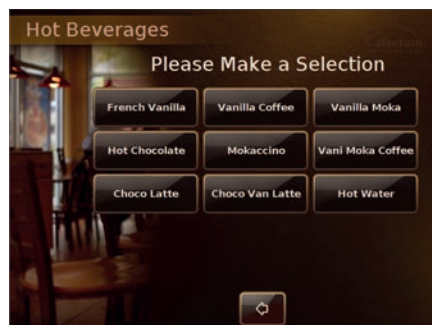 Hot Beverages
Please Make a Selection
French Vanilla
Vanilla Coffee
Vanilla Moka
Hot Chocolate
Mokaccino
Vani Moka Coffee
Choco Latte
Choco Van Latte
Hot Water